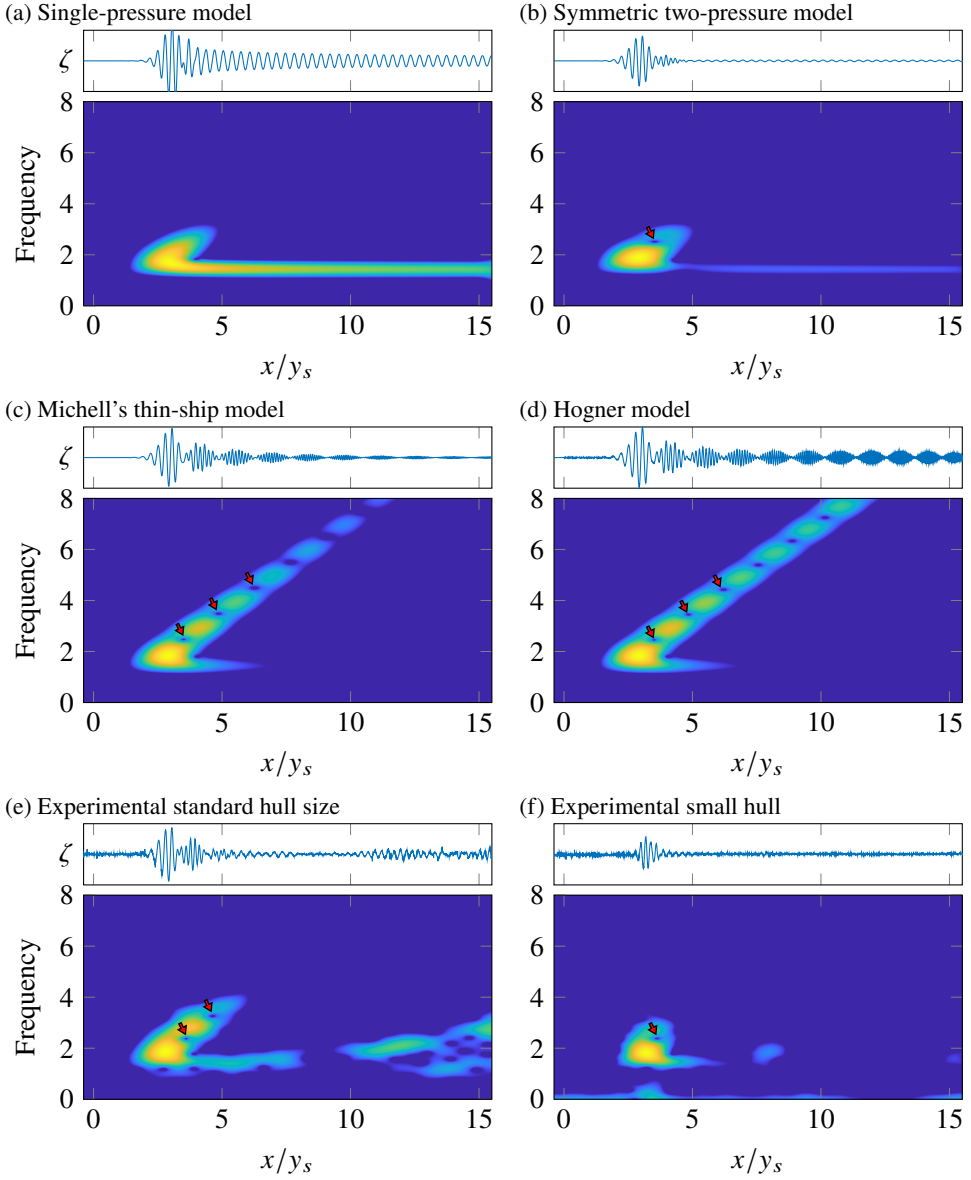 (a) Single-pressure model
ζ
Frequency
8
6
4
2
0
0 5 10 15
x/y_s
(b) Symmetric two-pressure model
8
6
4
2
0
0 5 10 15
x/y_s
(c) Michell's thin-ship model
ζ
Frequency
8
6
4
2
0
0 5 10 15
x/y_s
(d) Hogner model
8
6
4
2
0
0 5 10 15
x/y_s
(e) Experimental standard hull size
ζ
Frequency
8
6
4
2
0
0 5 10 15
x/y_s
(f) Experimental small hull
8
6
4
2
0
0 5 10 15
x/y_s